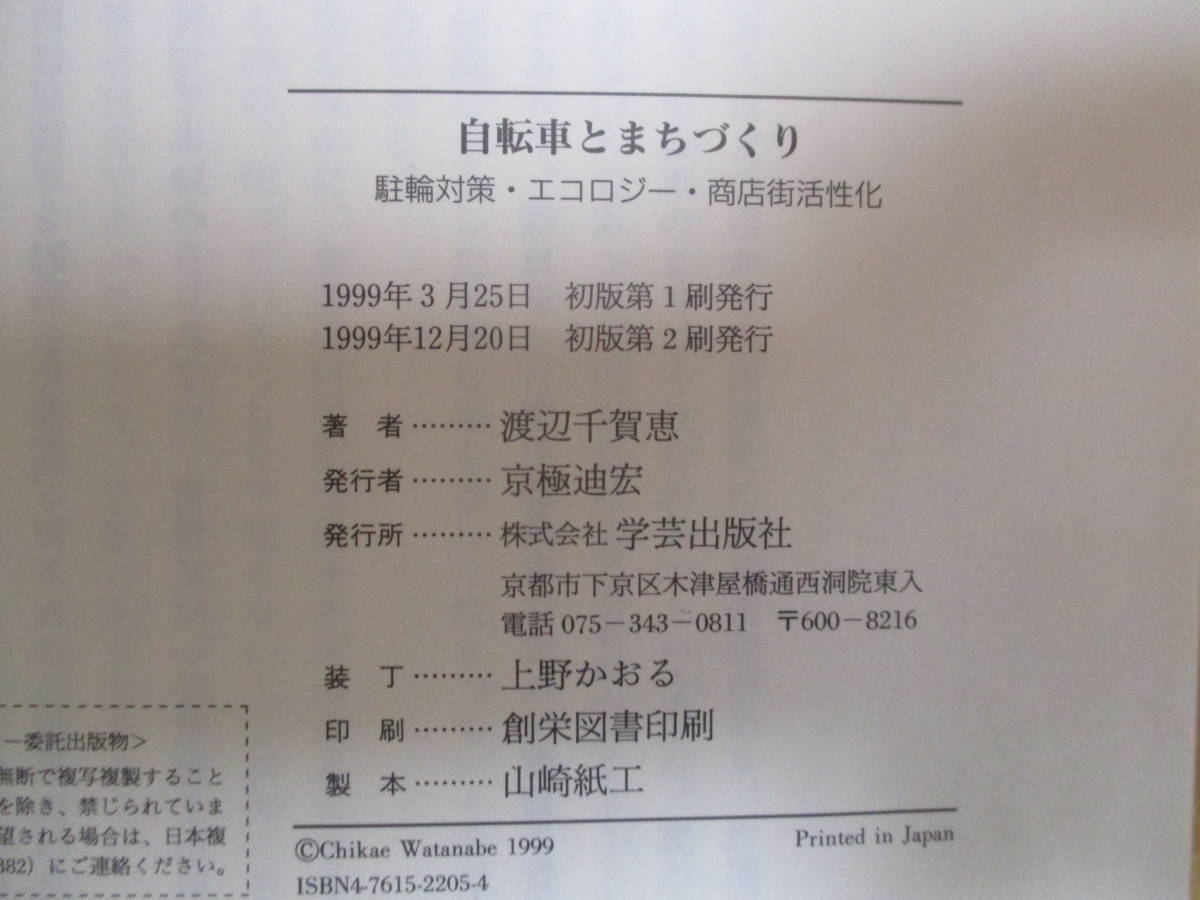 自転車とまちづくり
駐輪対策・エコロジー・商店街活性化
1999年3月25日　初版第1刷発行
1999年12月20日　初版第2刷発行
著　者………渡辺千賀恵
発行者………京極迪宏
発行所………株式会社 学芸出版社
京都市下京区木津屋橋通西洞院東入
電話 075－343－0811　〒600－8216
装　丁………上野かおる
印　刷………創栄図書印刷
製　本………山崎紙工
©Chikae Watanabe 1999　Printed in Japan
ISBN4-7615-2205-4
－委託出版物＞
無断で複写複製すること
を除き、禁じられていま
望される場合は、日本複
382）にご連絡ください。